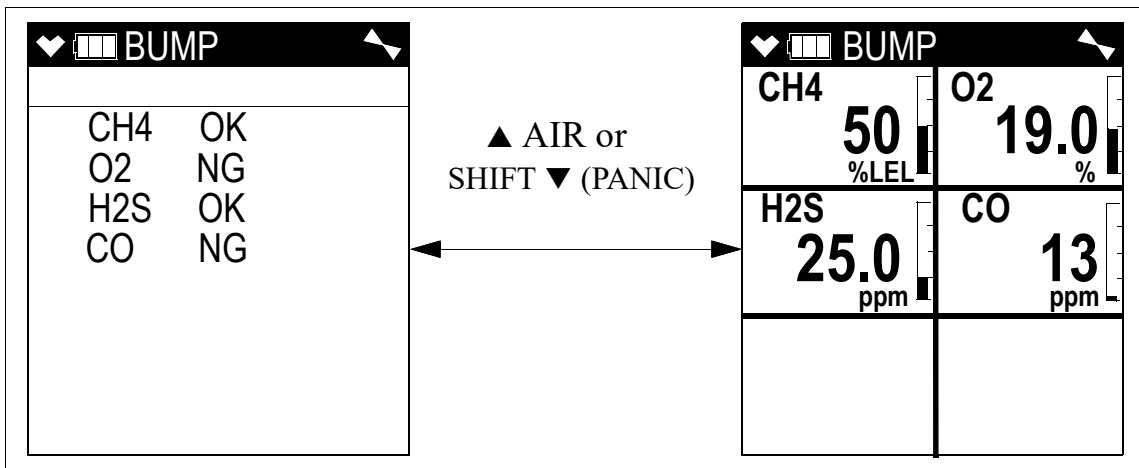 BUMP
CH4 OK
O2 NG
H2S OK
CO NG
▲ AIR or
SHIFT ▼ (PANIC)
BUMP
CH4
50
%LEL
O2
19.0
%
H2S
25.0
ppm
CO
13
ppm